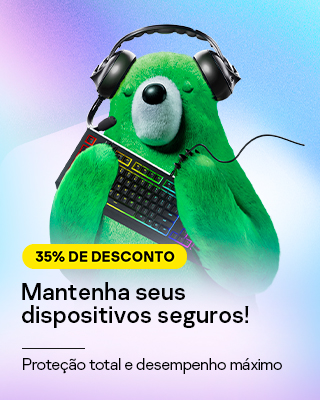 35% DE DESCONTO
Mantenha seus
dispositivos seguros!
Proteção total e desempenho máximo